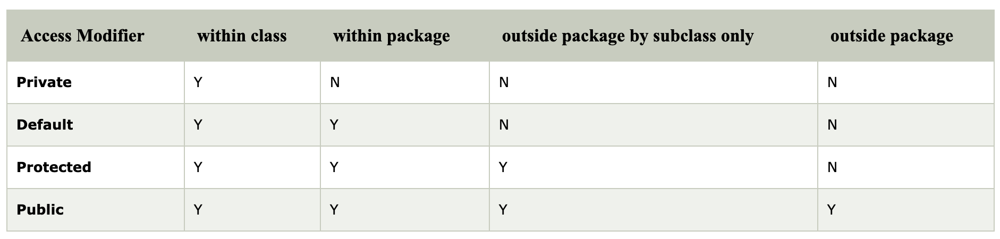 Access Modifier within class within package outside package by subclass only outside package
Private Y N N N
Default Y Y N N
Protected Y Y Y N
Public Y Y Y Y